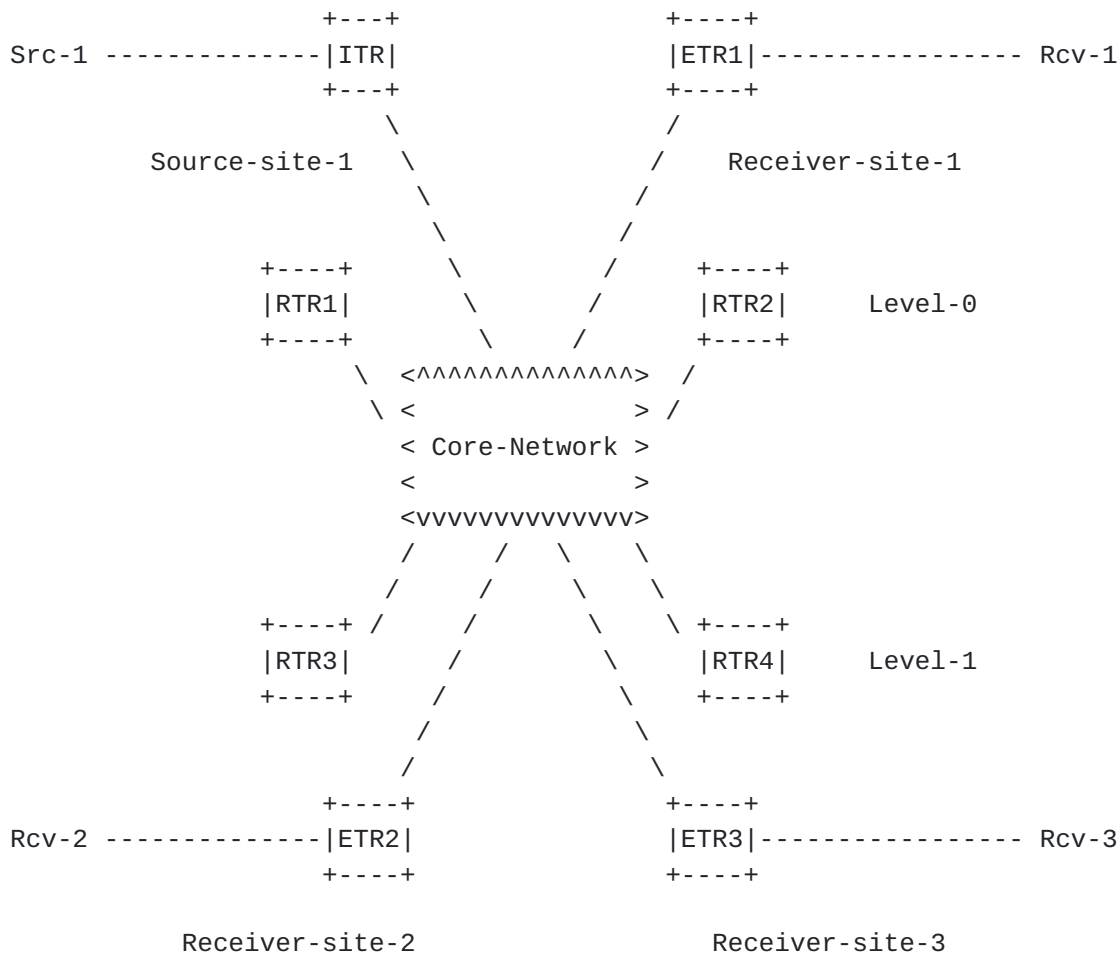 +---+ +----+
Src-1 --------------|ITR| |ETR1|----------------- Rcv-1
+---+ +----+
\ /
Source-site-1 \ / Receiver-site-1
\ /
\ /
+----+ \ / +----+
|RTR1| \ / |RTR2| Level-0
+----+ \ / +----+
\ <^^^^^^^^^^^^^^> /
\ < > /
< Core-Network >
< >
<vvvvvvvvvvvvvv>
/ / \ \
/ / \ \
+----+ / / \ \ +----+
|RTR3| / \ |RTR4| Level-1
+----+ / \ +----+
/ \
/ \
+----+ +----+
Rcv-2 --------------|ETR2| |ETR3|----------------- Rcv-3
+----+ +----+
Receiver-site-2 Receiver-site-3